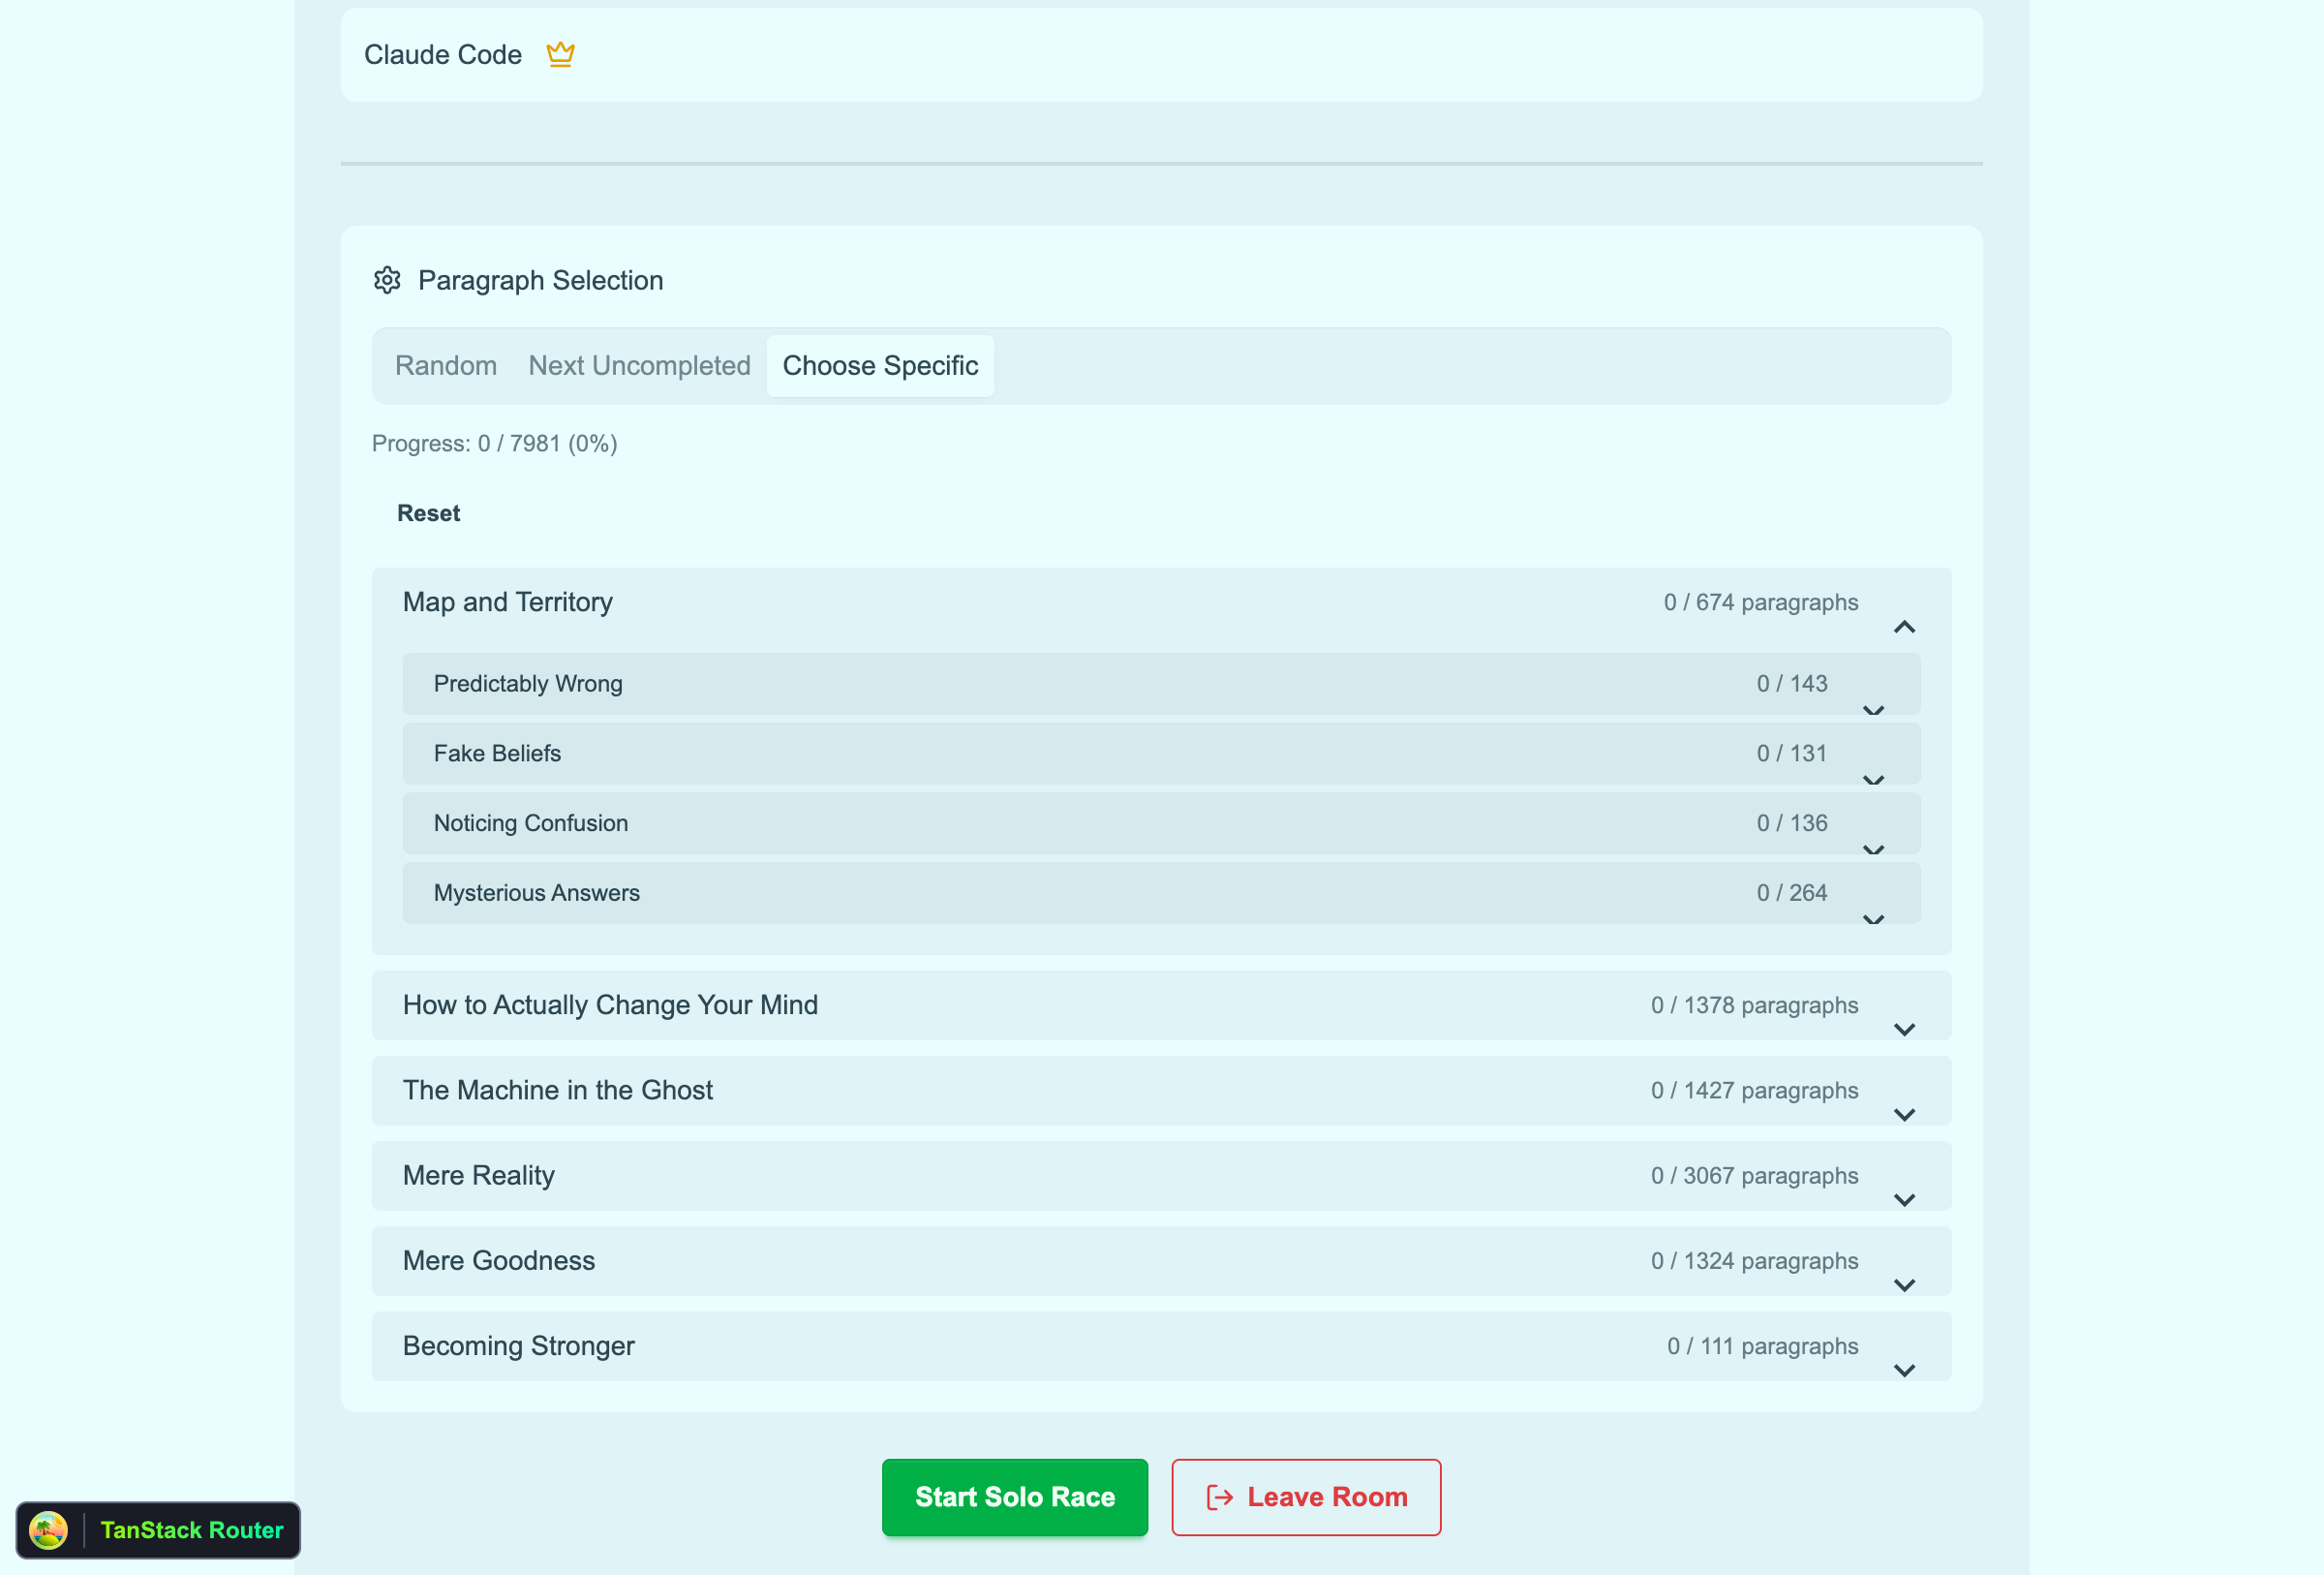 Claude Code
Paragraph Selection
Random Next Uncompleted Choose Specific
Progress: 0 / 7981 (0%)
Reset
Map and Territory 0 / 674 paragraphs
Predictably Wrong 0 / 143
Fake Beliefs 0 / 131
Noticing Confusion 0 / 136
Mysterious Answers 0 / 264
How to Actually Change Your Mind 0 / 1378 paragraphs
The Machine in the Ghost 0 / 1427 paragraphs
Mere Reality 0 / 3067 paragraphs
Mere Goodness 0 / 1324 paragraphs
Becoming Stronger 0 / 111 paragraphs
Start Solo Race Leave Room
TanStack Router